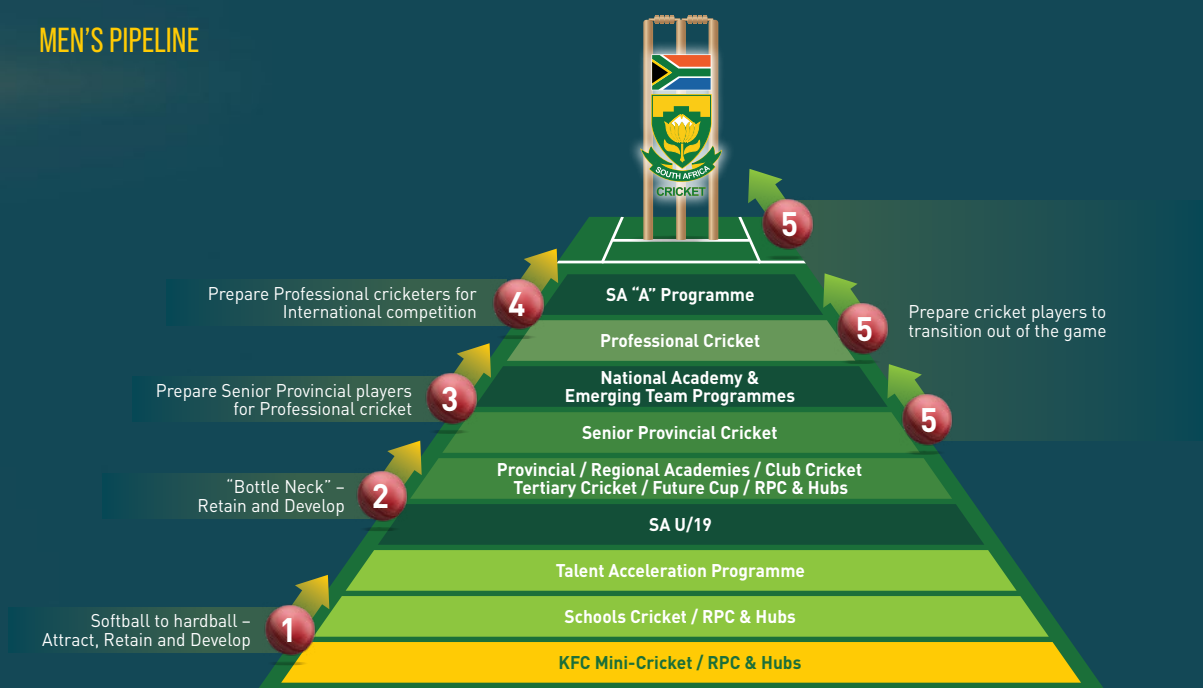 MEN'S PIPELINE
SOUTH AFRICA
CRICKET
5
4
Prepare Professional cricketers for
International competition
SA “A” Programme
5
Prepare cricket players to
transition out of the game
Professional Cricket
3
Prepare Senior Provincial players
for Professional cricket
National Academy &
Emerging Team Programmes
5
Senior Provincial Cricket
2
“Bottle Neck” –
Retain and Develop
Provincial / Regional Academies / Club Cricket
Tertiary Cricket / Future Cup / RPC & Hubs
SA U/19
Talent Acceleration Programme
1
Softball to hardball –
Attract, Retain and Develop
Schools Cricket / RPC & Hubs
KFC Mini-Cricket / RPC & Hubs